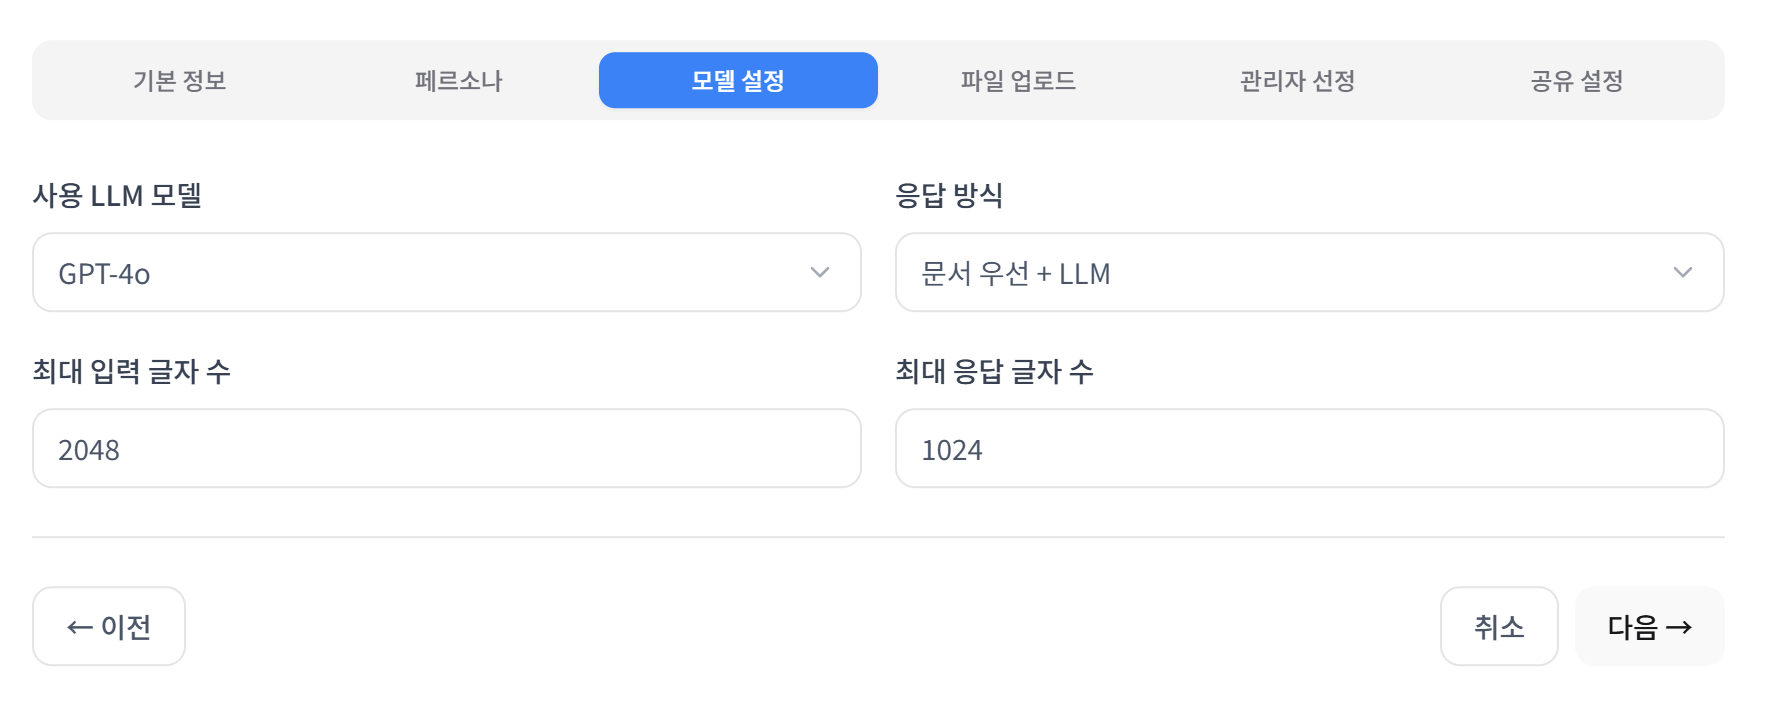 기본 정보 페르소나 모델 설정 파일 업로드 관리자 선정 공유 설정
사용 LLM 모델
GPT-4o
응답 방식
문서 우선 + LLM
최대 입력 글자 수
2048
최대 응답 글자 수
1024
← 이전
취소
다음 →